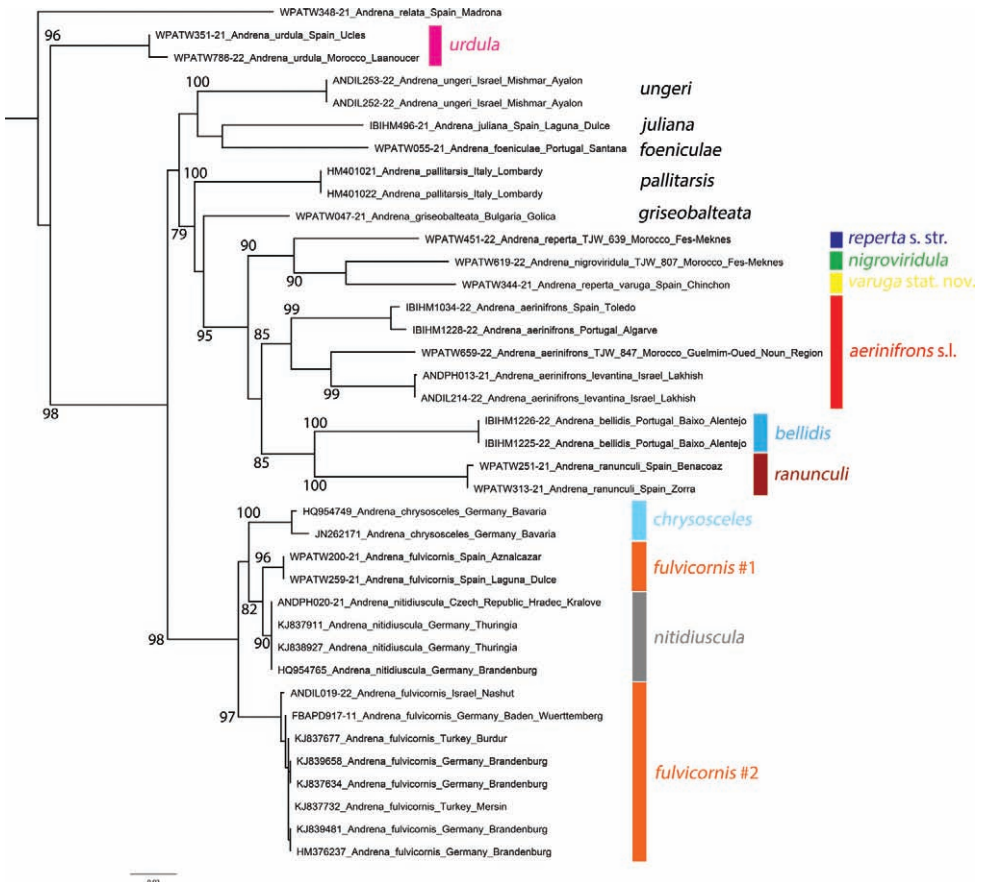 WPATW348-21_Andrena_relata_Spain_Madrona
96
WPATW351-21_Andrena_urdula_Spain_Ucles
WPATW786-22_Andrena_urdula_Morocco_Laanoucer
urdula
100
ANDIL253-22_Andrena_ungeri_Israel_Mishmar_Ayalon
ANDIL252-22_Andrena_ungeri_Israel_Mishmar_Ayalon
ungeri
IBIHM496-21_Andrena_juliana_Spain_Laguna_Dulce
juliana
WPATW055-21_Andrena_foeniculae_Portugal_Santana
foeniculae
100
HM401021_Andrena_pallitarsis_Italy_Lombardy
HM401022_Andrena_pallitarsis_Italy_Lombardy
pallitarsis
79
WPATW047-21_Andrena_griseobalteata_Bulgaria_Golica
griseobalteata
90
WPATW451-22_Andrena_reperta_TJW_639_Morocco_Fes-Meknes
reperta s. str.
WPATW619-22_Andrena_nigroviridula_TJW_807_Morocco_Fes-Meknes
nigroviridula
90
WPATW344-21_Andrena_reperta_varuga_Spain_Chinchon
varuga stat. nov.
95
85
99
IBIHM1034-22_Andrena_aerinifrons_Spain_Toledo
IBIHM1228-22_Andrena_aerinifrons_Portugal_Algarve
WPATW659-22_Andrena_aerinifrons_TJW_847_Morocco_Guelmim-Oued_Noun_Region
aerinifrons s.l.
99
ANDPH013-21_Andrena_aerinifrons_levantina_Israel_Lakhish
ANDIL214-22_Andrena_aerinifrons_levantina_Israel_Lakhish
98
100
IBIHM1226-22_Andrena_bellidis_Portugal_Baixo_Alentejo
IBIHM1225-22_Andrena_bellidis_Portugal_Baixo_Alentejo
bellidis
85
100
WPATW251-21_Andrena_ranunculi_Spain_Benacoaz
WPATW313-21_Andrena_ranunculi_Spain_Zorra
ranunculi
100
HQ954749_Andrena_chrysosceles_Germany_Bavaria
JN262171_Andrena_chrysosceles_Germany_Bavaria
chrysosceles
96
WPATW200-21_Andrena_fulvicornis_Spain_Aznalcazar
WPATW259-21_Andrena_fulvicornis_Spain_Laguna_Dulce
fulvicornis #1
82
ANDPH020-21_Andrena_nitidiuscula_Czech_Republic_Hradec_Kralove
KJ837911_Andrena_nitidiuscula_Germany_Thuringia
98
90
KJ838927_Andrena_nitidiuscula_Germany_Thuringia
HQ954765_Andrena_nitidiuscula_Germany_Brandenburg
nitidiuscula
97
ANDIL019-22_Andrena_fulvicornis_Israel_Nashut
FBAPD917-11_Andrena_fulvicornis_Germany_Baden_Wuerttemberg
KJ837677_Andrena_fulvicornis_Turkey_Burdur
KJ839658_Andrena_fulvicornis_Germany_Brandenburg
KJ837634_Andrena_fulvicornis_Germany_Brandenburg
fulvicornis #2
KJ837732_Andrena_fulvicornis_Turkey_Mersin
KJ839481_Andrena_fulvicornis_Germany_Brandenburg
HM376237_Andrena_fulvicornis_Germany_Brandenburg